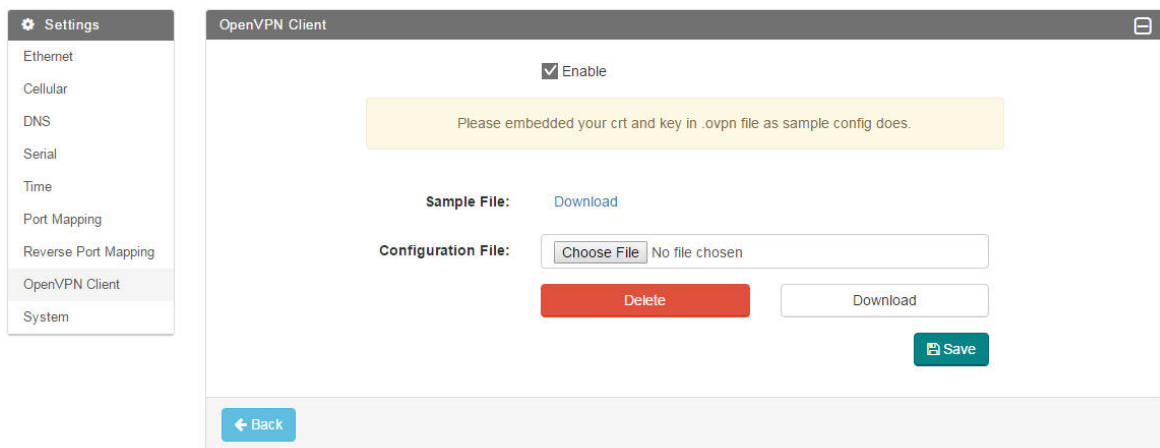 Settings
Ethernet
Cellular
DNS
Serial
Time
Port Mapping
Reverse Port Mapping
OpenVPN Client
System
OpenVPN Client
Enable
Please embedded your crt and key in .ovpn file as sample config does.
Sample File: Download
Configuration File: Choose File No file chosen
Delete Download
Save
Back